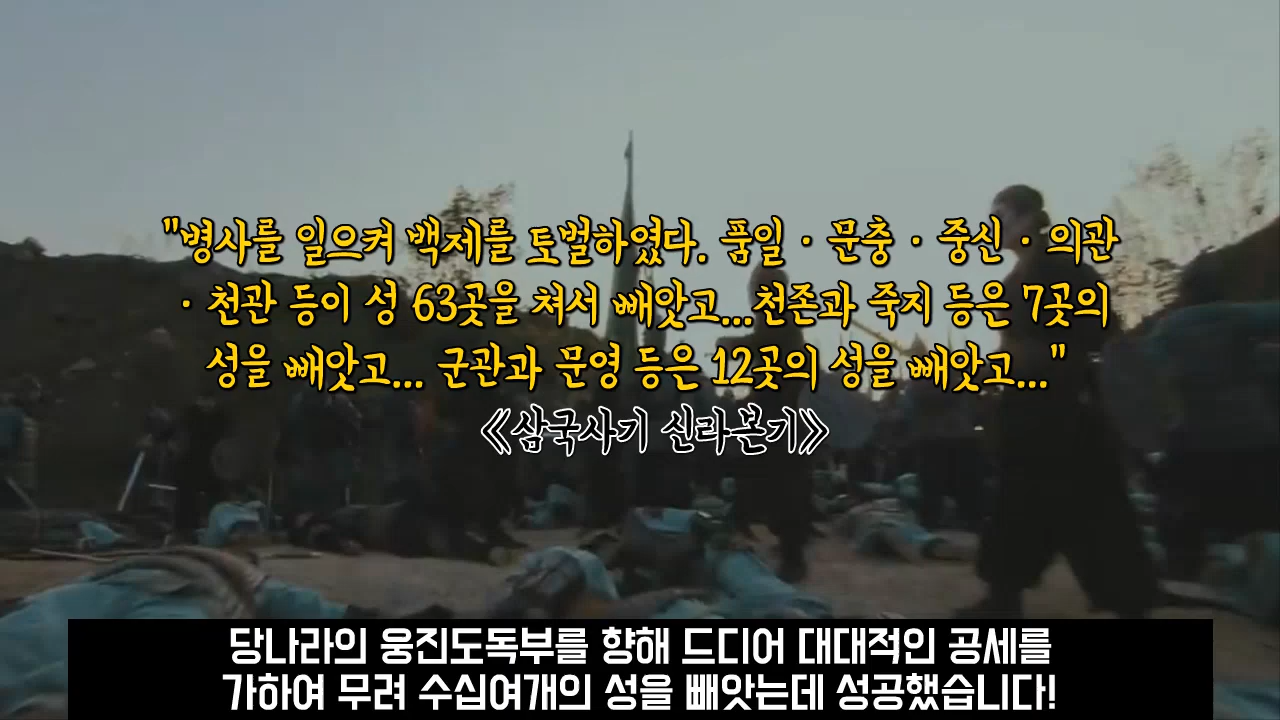 "병사를 일으켜 백제를 토벌하였다. 품일 · 문충 · 중신 · 의관
· 천관 등이 성 63곳을 쳐서 빼앗고...천존과 죽지 등은 7곳의
성을 빼앗고... 군관과 문영 등은 12곳의 성을 빼앗고..."
《삼국사기 신라본기》
당나라의 웅진도독부를 향해 드디어 대대적인 공세를
가하여 무려 수십여개의 성을 빼앗는데 성공했습니다!